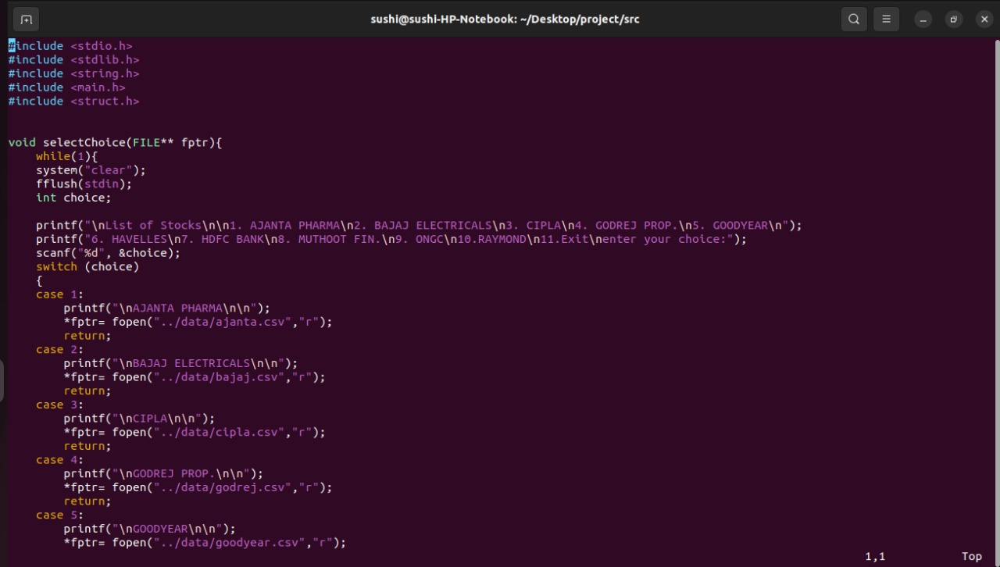 sushi@sushi-HP-Notebook: ~/Desktop/project/src
#include <stdio.h>
#include <stdlib.h>
#include <string.h>
#include <main.h>
#include <struct.h>
void selectChoice(FILE** fptr){
    while(1){
    system("clear");
    fflush(stdin);
    int choice;
    printf("\nList of Stocks\n\n1. AJANTA PHARMA\n2. BAJAJ ELECTRICALS\n3. CIPLA\n4. GODREJ PROP.\n5. GOODYEAR\n");
    printf("6. HAVELLES\n7. HDFC BANK\n8. MUTHOOT FIN.\n9. ONGC\n10.RAYMOND\n11.Exit\nenter your choice:");
    scanf("%d", &choice);
    switch (choice)
    {
    case 1:
        printf("\nAJANTA PHARMA\n\n");
        *fptr= fopen("../data/ajanta.csv","r");
        return;
    case 2:
        printf("\nBAJAJ ELECTRICALS\n\n");
        *fptr= fopen("../data/bajaj.csv","r");
        return;
    case 3:
        printf("\nCIPLA\n\n");
        *fptr= fopen("../data/cipla.csv","r");
        return;
    case 4:
        printf("\nGODREJ PROP.\n\n");
        *fptr= fopen("../data/godrej.csv","r");
        return;
    case 5:
        printf("\nGOODYEAR\n\n");
        *fptr= fopen("../data/goodyear.csv","r");
1,1 Top